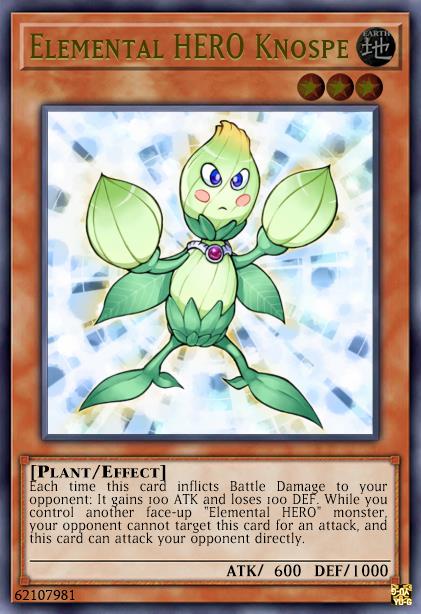 ELEMENTAL HERO KNOSPE
EARTH
地
[PLANT/EFFECT]
Each time this card inflicts Battle Damage to your
opponent: It gains 100 ATK and loses 100 DEF. While you
control another face-up "Elemental HERO" monster,
your opponent cannot target this card for an attack, and
this card can attack your opponent directly.
ATK/ 600 DEF/1000
62107981